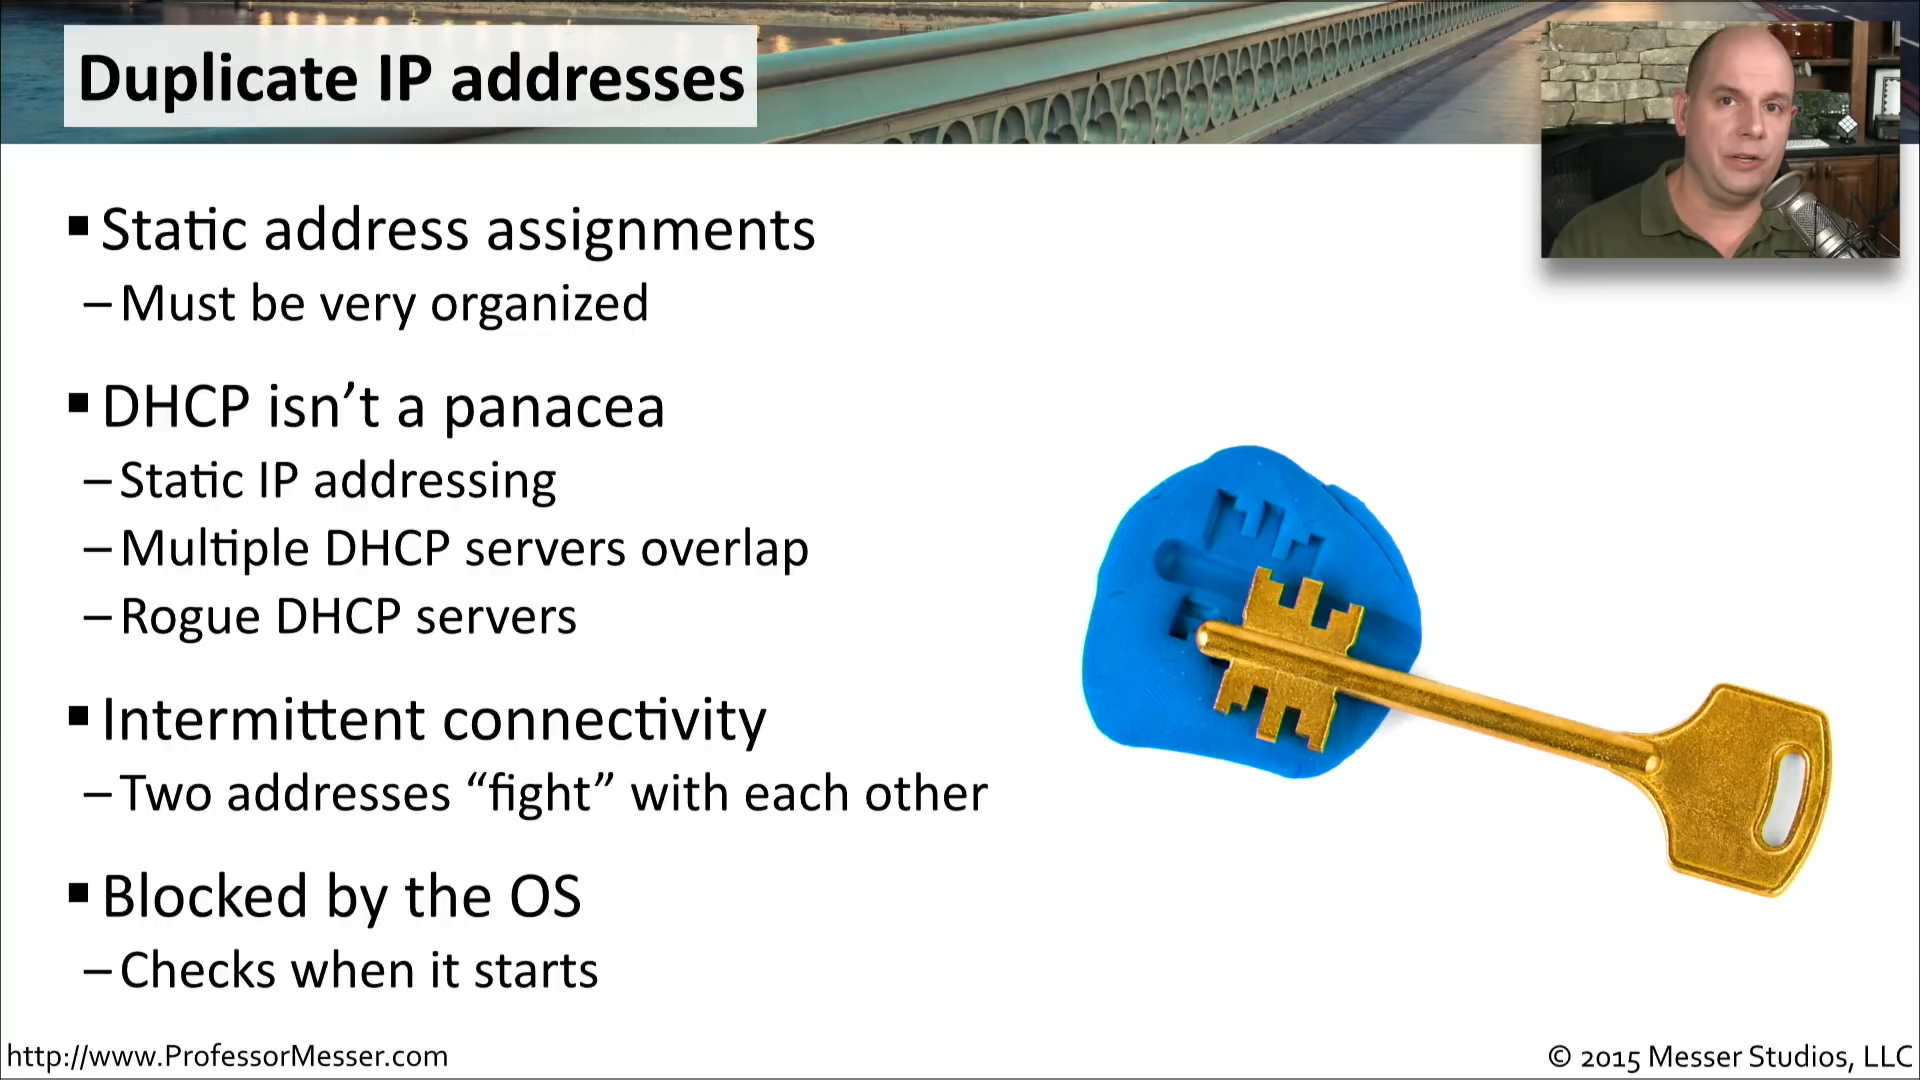 Duplicate IP addresses
▪ Static address assignments
– Must be very organized
▪ DHCP isn’t a panacea
– Static IP addressing
– Multiple DHCP servers overlap
– Rogue DHCP servers
▪ Intermittent connectivity
– Two addresses “fight” with each other
▪ Blocked by the OS
– Checks when it starts
http://www.ProfessorMesser.com
© 2015 Messer Studios, LLC